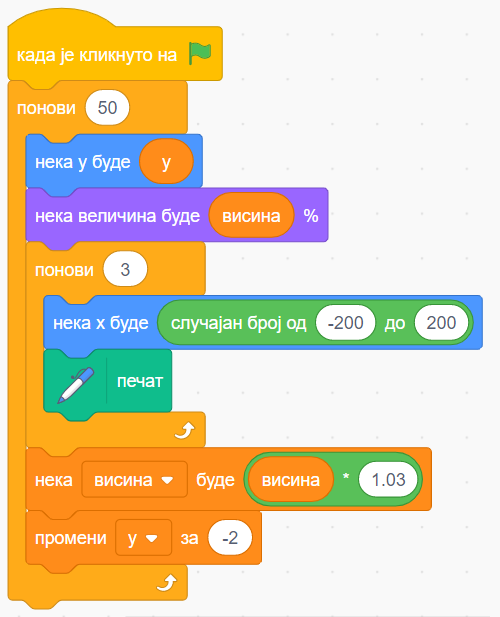 када је кликнуто на
понови 50
нека y буде y
нека величина буде висина %
понови 3
нека x буде случајан број од -200 до 200
печат
нека висина буде висина * 1.03
промени y за -2